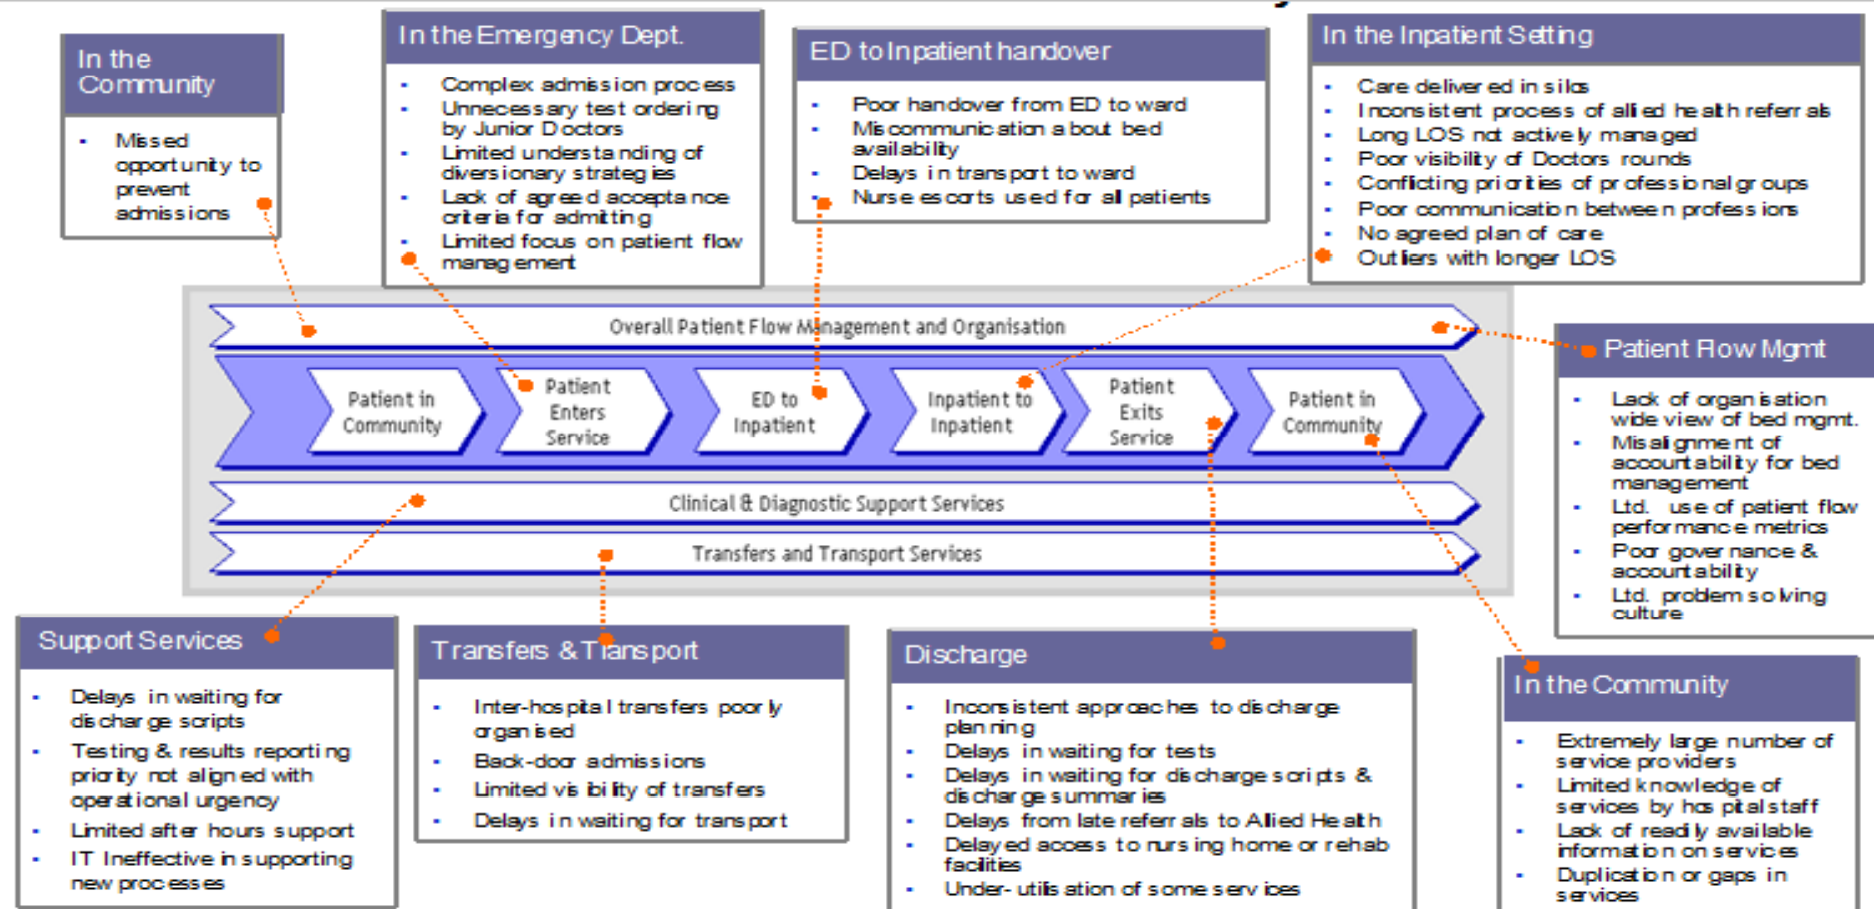 In the
Community
Missed
opportunity to
prevent
admissions
In the Emergency Dept.
Complex admission process
Unnecessary test ordering
by Junior Doctors
Limited understanding of
diversionary strategies
Lack of agreed acceptance
criteria for admitting
Limited focus on patient flow
management
ED to Inpatient handover
Poor handover from ED to ward
Miscommunication about bed
availability
Delays in transport to ward
Nurse escorts used for all patients
In the Inpatient Setting
Care delivered in silos
Inconsistent process of allied health referrals
Long LOS not actively managed
Poor visibility of Doctors rounds
Conflicting priorities of professional groups
Poor communication between professions
No agreed plan of care
Outliers with longer LOS
Overall Patient Flow Management and Organisation
Patient in
Community
Patient
Enters
Service
ED to
Inpatient
Inpatient to
Inpatient
Patient
Exits
Service
Patient in
Community
Clinical & Diagnostic Support Services
Transfers and Transport Services
Patient Flow Mgmt
Lack of organisation
wide view of bed mgmt.
Misalignment of
accountability for bed
management
Ltd. use of patient flow
performance metrics
Poor governance &
accountability
Ltd. problem solving
culture
Support Services
Delays in waiting for
discharge scripts
Testing & results reporting
priority not aligned with
operational urgency
Limited after hours support
IT Ineffective in supporting
new processes
Transfers & Transport
Inter-hospital transfers poorly
organised
Back-door admissions
Limited visibility of transfers
Delays in waiting for transport
Discharge
Inconsistent approaches to discharge
planning
Delays in waiting for tests
Delays in waiting for discharge scripts &
discharge summaries
Delays from late referrals to Allied Health
Delayed access to nursing home or rehab
facilities
Under-utilisation of some services
In the Community
Extremely large number of
service providers
Limited knowledge of
services by hospital staff
Lack of readily available
information on services
Duplication or gaps in
services